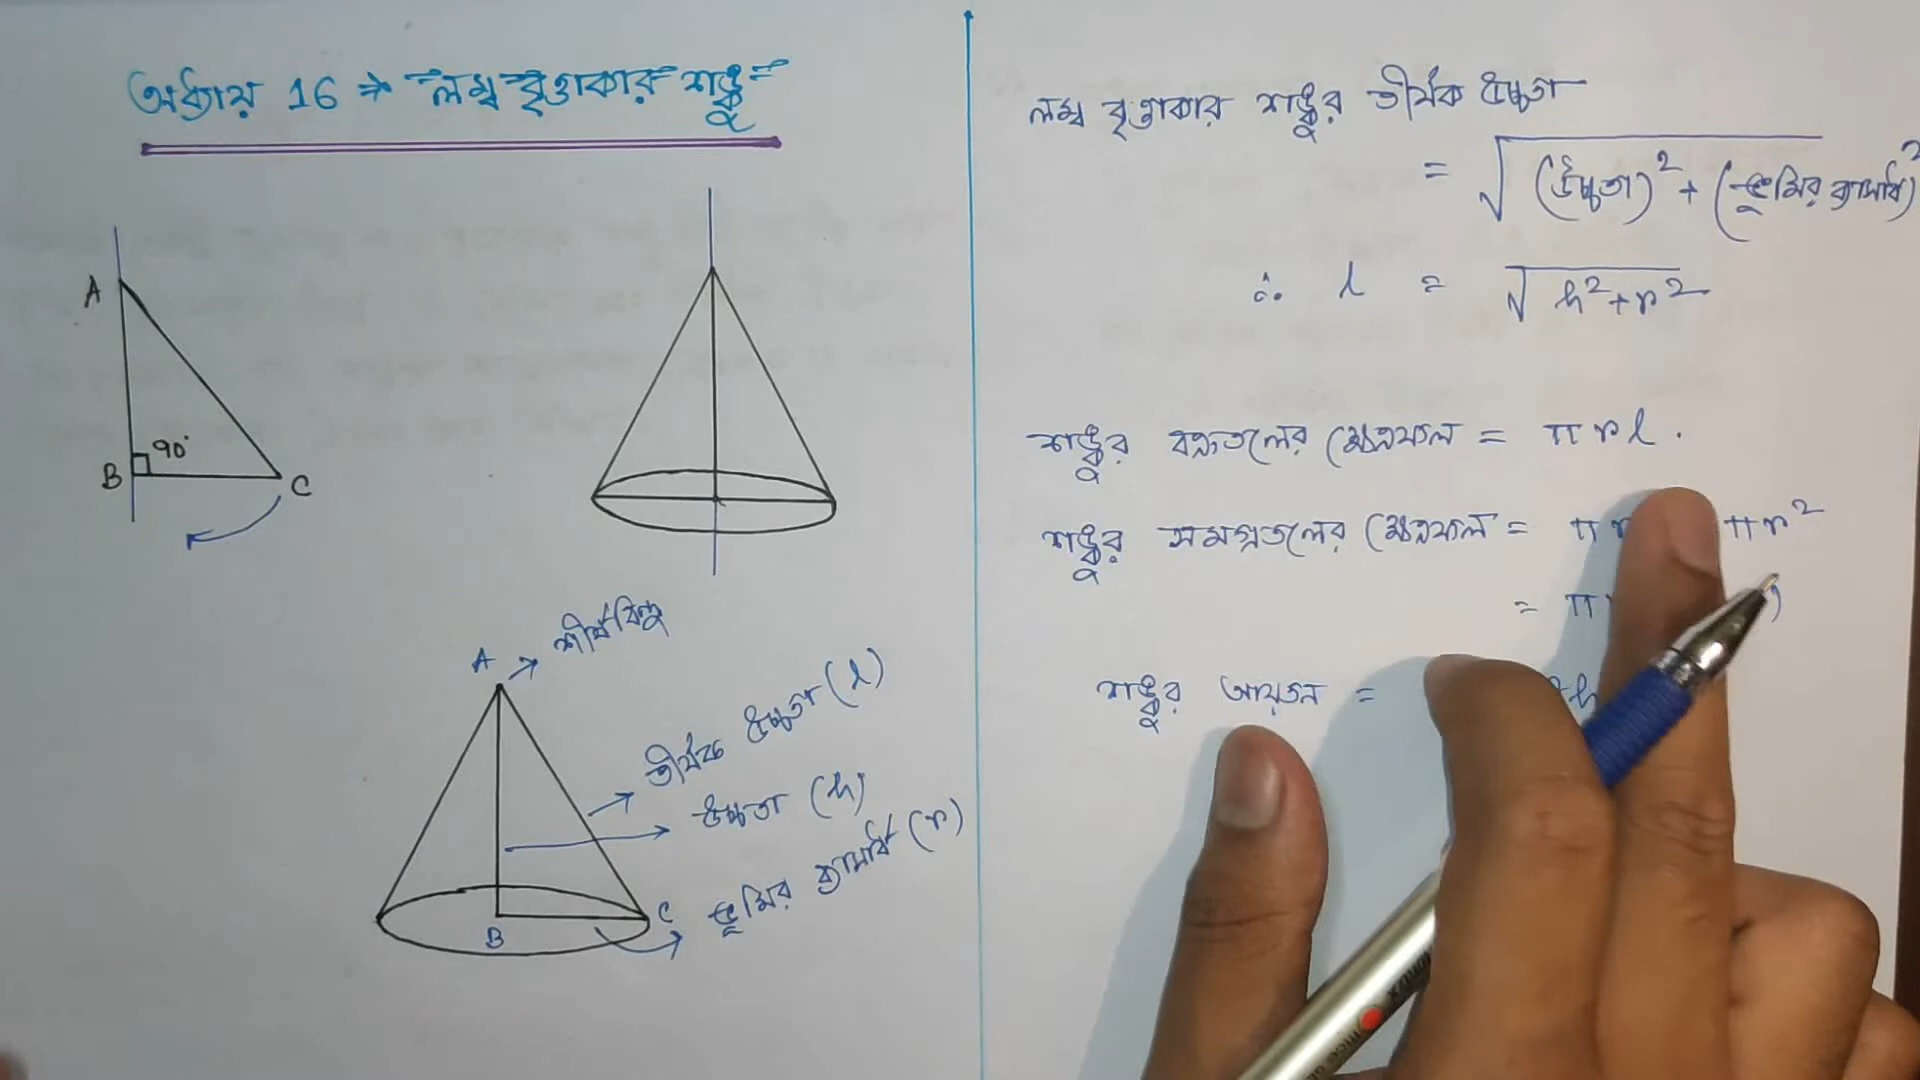 অধ্যায় 16 → লম্ব বৃত্তাকার শঙ্কু
A
90°
B
C
A → শীর্ষবিন্দু
তীর্যক উচ্চতা (l)
উচ্চতা (h)
ভূমির ব্যাসার্ধ (r)
B
C
লম্ব বৃত্তাকার শঙ্কুর তীর্যক উচ্চতা
= √(উচ্চতা)² + (ভূমির ব্যাসার্ধ)²
∴ l = √h²+r²
শঙ্কুর বক্রতলের ক্ষেত্রফল = πrl.
শঙ্কুর সমগ্রতলের ক্ষেত্রফল = πr πr²
= π )
শঙ্কুর আয়তন = h